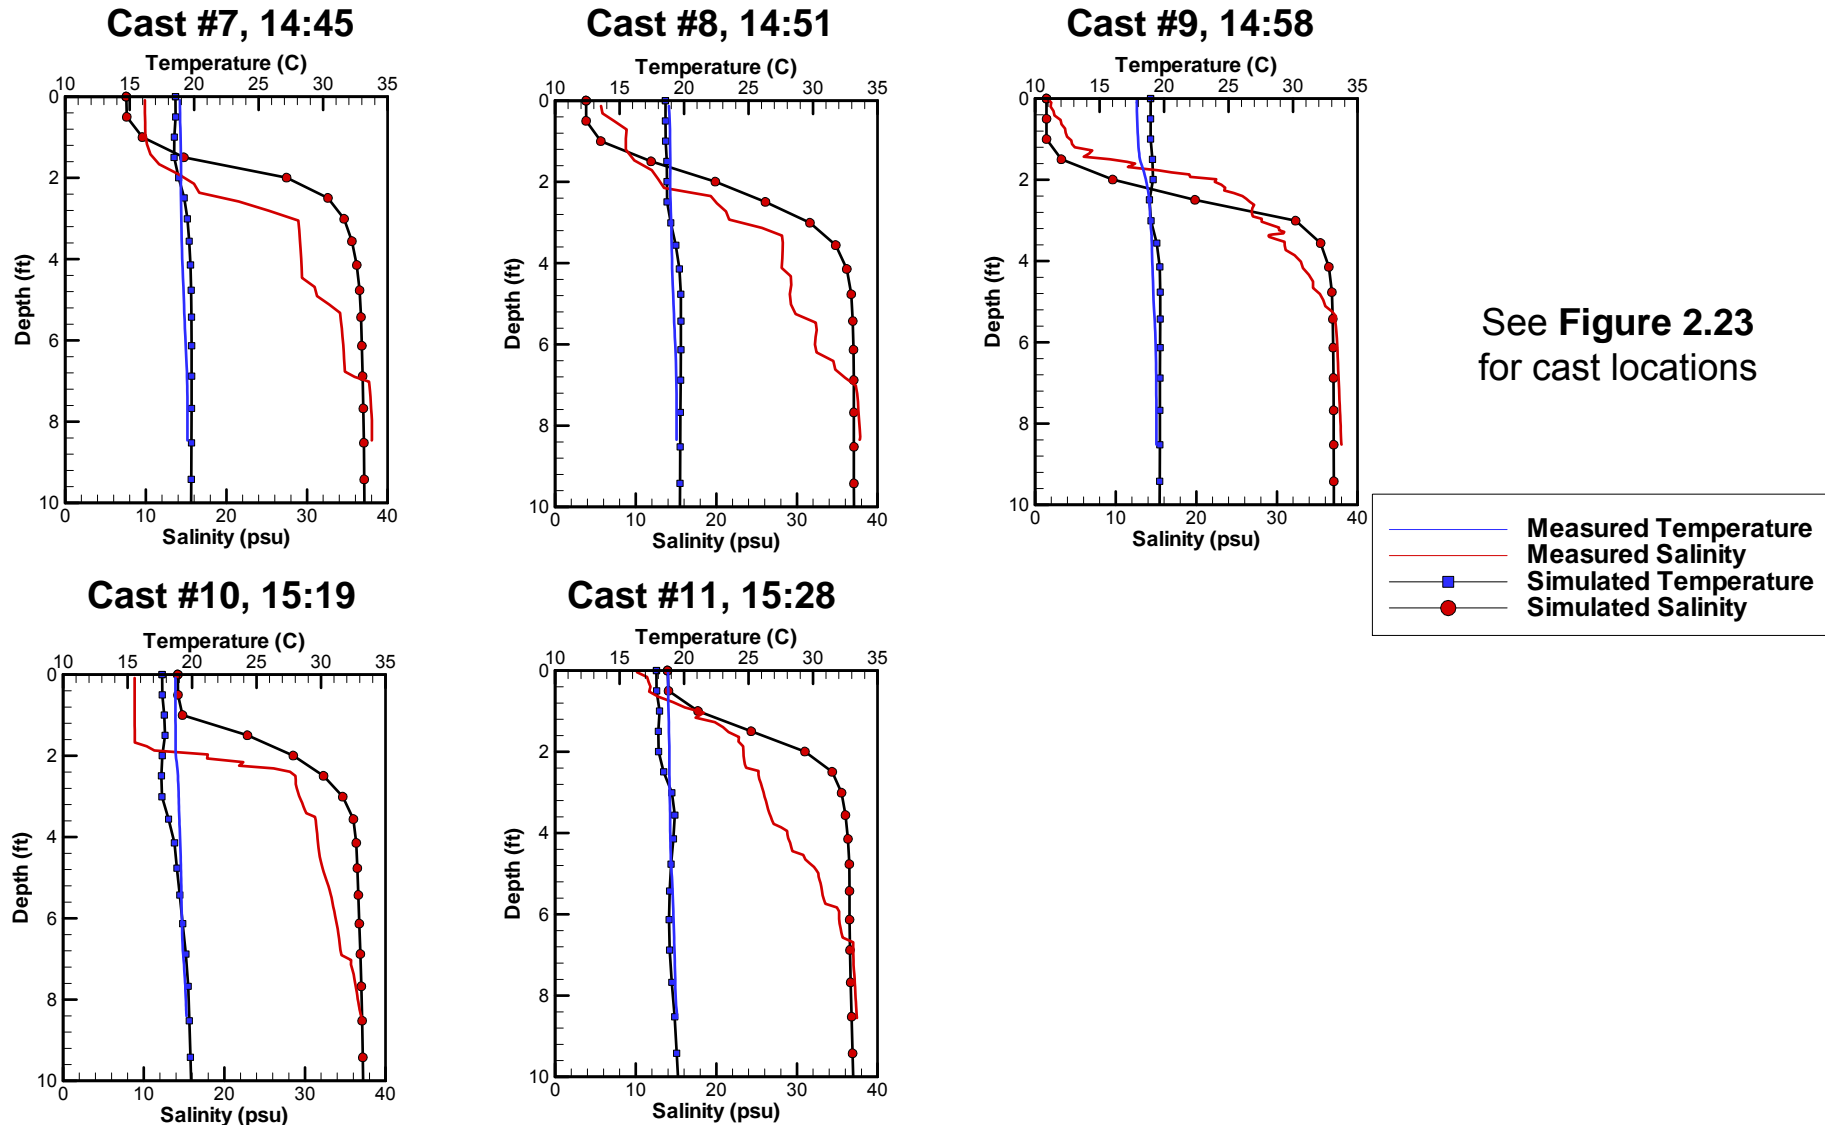 Cast #7, 14:45
Temperature (C)
10 15 20 25 30 35
0
2
4
6
8
10
Depth (ft)
0 10 20 30 40
Salinity (psu)
Cast #8, 14:51
Temperature (C)
10 15 20 25 30 35
0
2
4
6
8
10
Depth (ft)
0 10 20 30 40
Salinity (psu)
Cast #9, 14:58
Temperature (C)
10 15 20 25 30 35
0
2
4
6
8
10
Depth (ft)
0 10 20 30 40
Salinity (psu)
See Figure 2.23
for cast locations
Measured Temperature
Measured Salinity
Simulated Temperature
Simulated Salinity
Cast #10, 15:19
Temperature (C)
10 15 20 25 30 35
0
2
4
6
8
10
Depth (ft)
0 10 20 30 40
Salinity (psu)
Cast #11, 15:28
Temperature (C)
10 15 20 25 30 35
0
2
4
6
8
10
Depth (ft)
0 10 20 30 40
Salinity (psu)